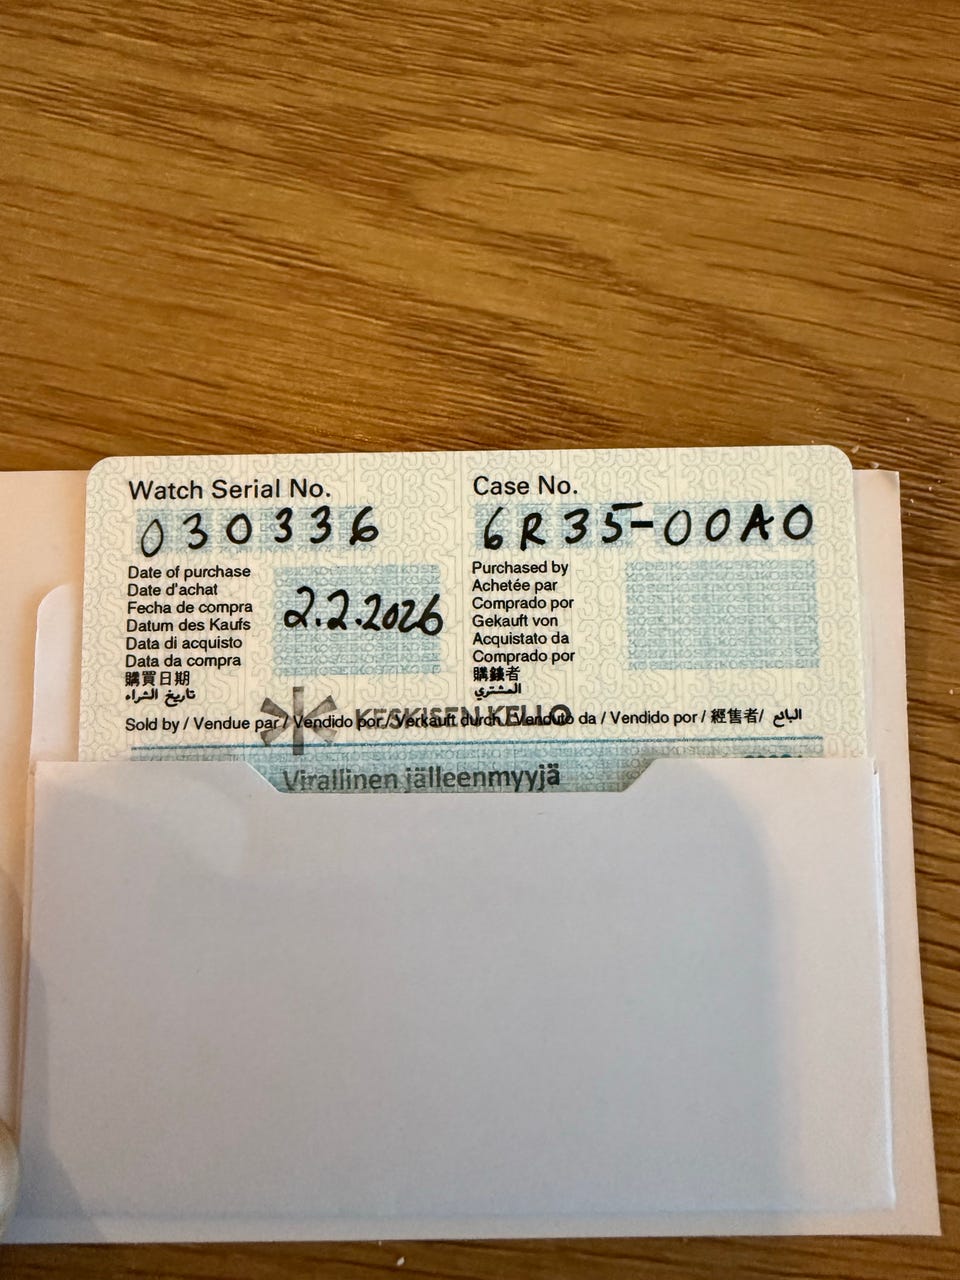 Watch Serial No.
030336
Case No.
6R35-00A0
Date of purchase
Date d'achat
Fecha de compra
Datum des Kaufs
Data di acquisto
Data da compra
購買日期
تاريخ الشراء
2.2.2026
Purchased by
Achetée par
Comprado por
Gekauft von
Acquistato da
Comprado por
購錶者
المشتري
Sold by / Vendue par / Vendido por / Verkauft durch / Venduto da / Vendido por / 經售者/ البائع
KESKISEN KELLO
Virallinen jälleenmyyjä